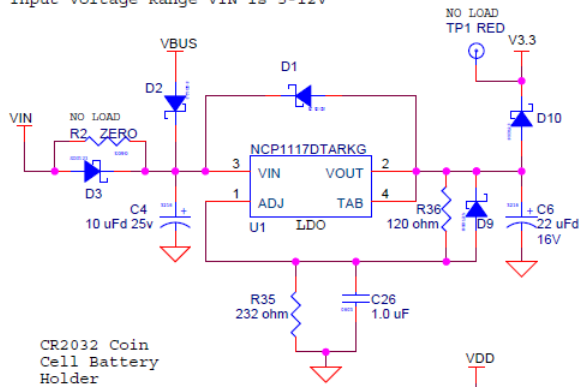 Input Voltage Range VIN is 5-12V
NO LOAD
TP1 RED
V3.3
VBUS
D1
D2
VIN
NO LOAD
R2 ZERO
D10
NCP1117DTARKG
D3
3 VIN VOUT 2
1 ADJ TAB 4
C4
10 uFd 25v
U1 LDO
R36
120 ohm
D9
C6
22 uFd
16V
R35
232 ohm
C26
1.0 uF
CR2032 Coin
Cell Battery
Holder
VDD